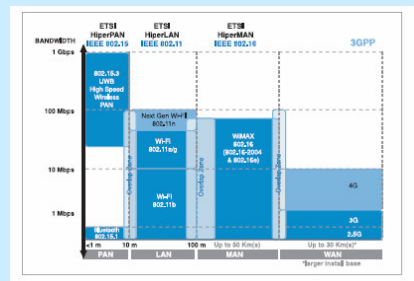 ETSI
HiperPAN
IEEE 802.15
ETSI
HiperLAN
IEEE 802.11
ETSI
HiperMAN
IEEE 802.16
3GPP
BANDWIDTH
1 Gbps
100 Mbps
10 Mbps
1 Mbps
802.15.3
UWB
High Speed
Wireless
PAN
Bluetooth
802.15.1
Overlap Zone
Next Gen Wi-Fi
802.11n
Wi-Fi
802.11a/g
Wi-Fi
802.11b
Overlap Zone
WiMAX
802.16
(802.16-2004
& 802.16e)
Overlap Zone
4G
3G
2.5G
<1 m
10 m
100 m
Up to 50 Km(s)
Up to 30 Km(s)*
PAN
LAN
MAN
WAN
*larger install base